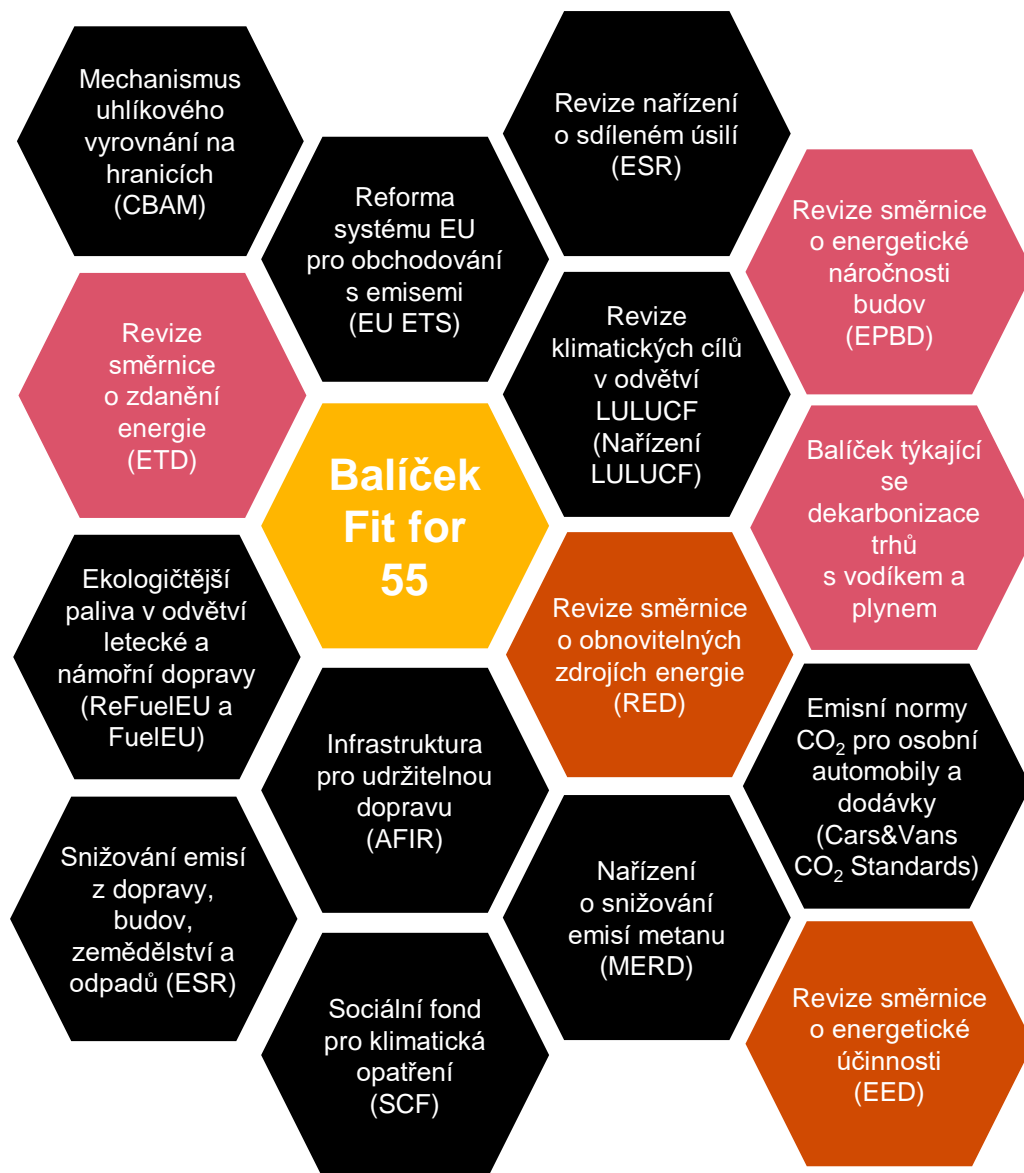 Mechanismus
uhlíkového
vyrovnání na
hranicích
(CBAM)
Revize nařízení
o sdíleném úsilí
(ESR)
Reforma
systému EU
pro obchodování
s emisemi
(EU ETS)
Revize směrnice
o energetické
náročnosti
budov
(EPBD)
Revize
směrnice
o zdanění
energie
(ETD)
Revize
klimatických cílů
v odvětví
LULUCF
(Nařízení
LULUCF)
Balíček
Fit for
55
Balíček týkající
se
dekarbonizace
trhů
s vodíkem a
plynem
Ekologičtější
paliva v odvětví
letecké a
námořní dopravy
(ReFuelEU a
FuelEU)
Revize směrnice
o obnovitelných
zdrojích energie
(RED)
Infrastruktura
pro udržitelnou
dopravu
(AFIR)
Emisní normy
CO₂ pro osobní
automobily a
dodávky
(Cars&Vans
CO₂ Standards)
Snižování emisí
z dopravy,
budov,
zemědělství a
odpadů (ESR)
Nařízení
o snižování
emisí metanu
(MERD)
Sociální fond
pro klimatická
opatření
(SCF)
Revize směrnice
o energetické
účinnosti
(EED)